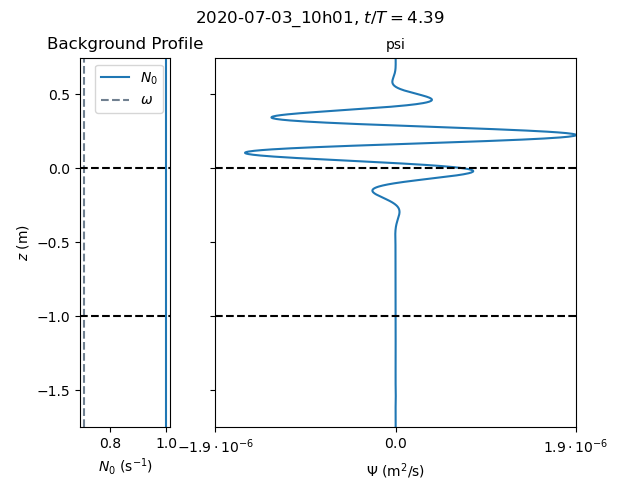 2020-07-03_10h01, t/T = 4.39
Background Profile
psi
N₀
ω
0.5
0.0
−0.5
−1.0
−1.5
z (m)
0.8
1.0
N₀ (s⁻¹)
−1.9 · 10⁻⁶
0.0
1.9 · 10⁻⁶
Ψ (m²/s)